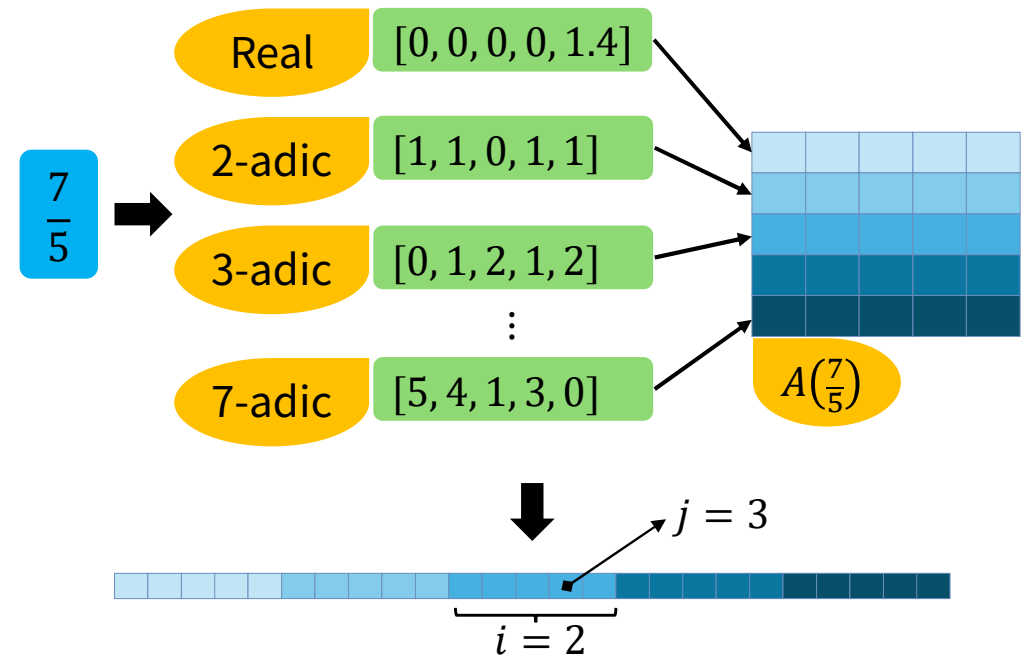 7/5
Real [0, 0, 0, 0, 1.4]
2-adic [1, 1, 0, 1, 1]
3-adic [0, 1, 2, 1, 2]
⋮
7-adic [5, 4, 1, 3, 0]
A(7/5)
j = 3
i = 2